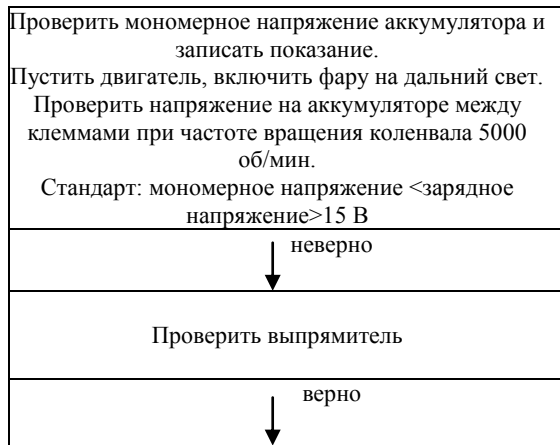 Проверить мономерное напряжение аккумулятора и
записать показание.
Пустить двигатель, включить фару на дальний свет.
Проверить напряжение на аккумуляторе между
клеммами при частоте вращения коленвала 5000
об/мин.
Стандарт: мономерное напряжение <зарядное
напряжение>15 В
неверно
Проверить выпрямитель
верно